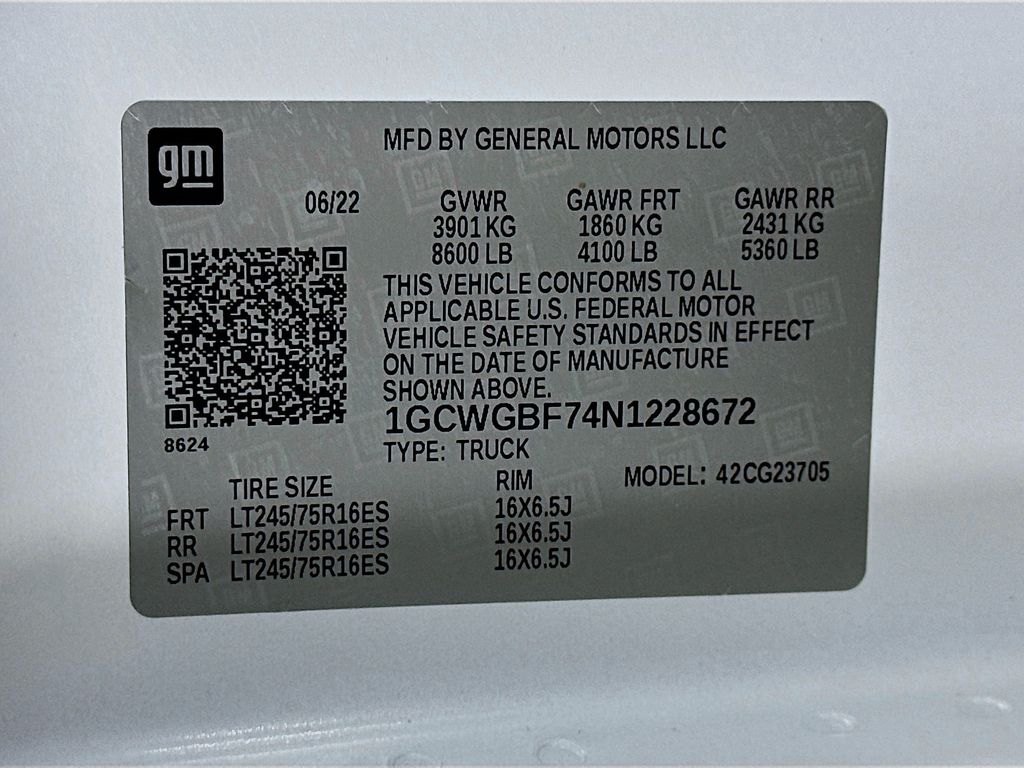 gm
MFD BY GENERAL MOTORS LLC
06/22 GVWR GAWR FRT GAWR RR
3901 KG 1860 KG 2431 KG
8600 LB 4100 LB 5360 LB
THIS VEHICLE CONFORMS TO ALL
APPLICABLE U.S. FEDERAL MOTOR
VEHICLE SAFETY STANDARDS IN EFFECT
ON THE DATE OF MANUFACTURE
SHOWN ABOVE.
1GCWGBF74N1228672
8624
TYPE: TRUCK
MODEL: 42CG23705
TIRE SIZE RIM
FRT LT245/75R16ES 16X6.5J
RR LT245/75R16ES 16X6.5J
SPA LT245/75R16ES 16X6.5J